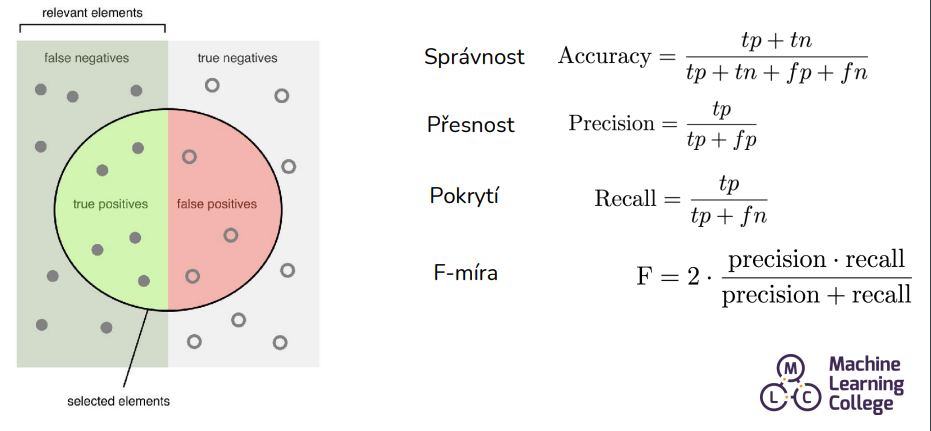 relevant elements
false negatives
true negatives
true positives
false positives
selected elements
Správnost Accuracy = tp + tn / tp + tn + fp + fn
Přesnost Precision = tp / tp + fp
Pokrytí Recall = tp / tp + fn
F-míra F = 2 · precision · recall / precision + recall
M
L C
Machine
Learning
College